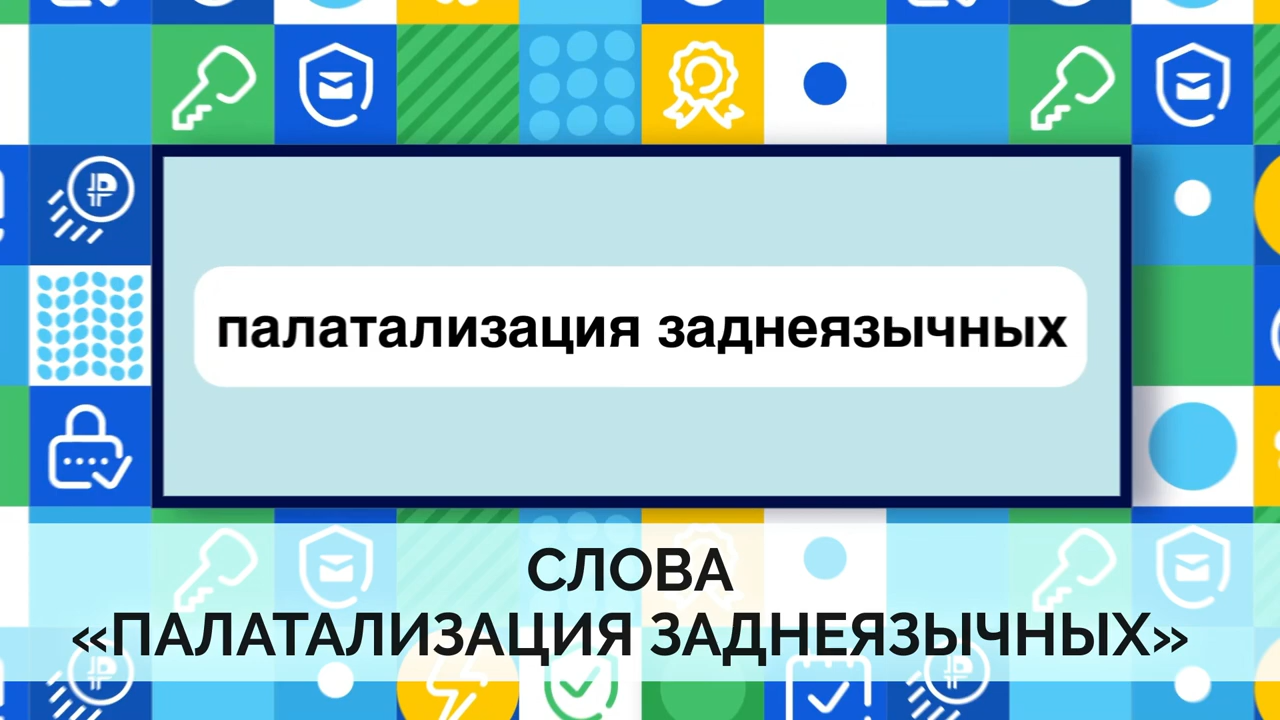 палатализация заднеязычных
СЛОВА
«ПАЛАТАЛИЗАЦИЯ ЗАДНЕЯЗЫЧНЫХ»